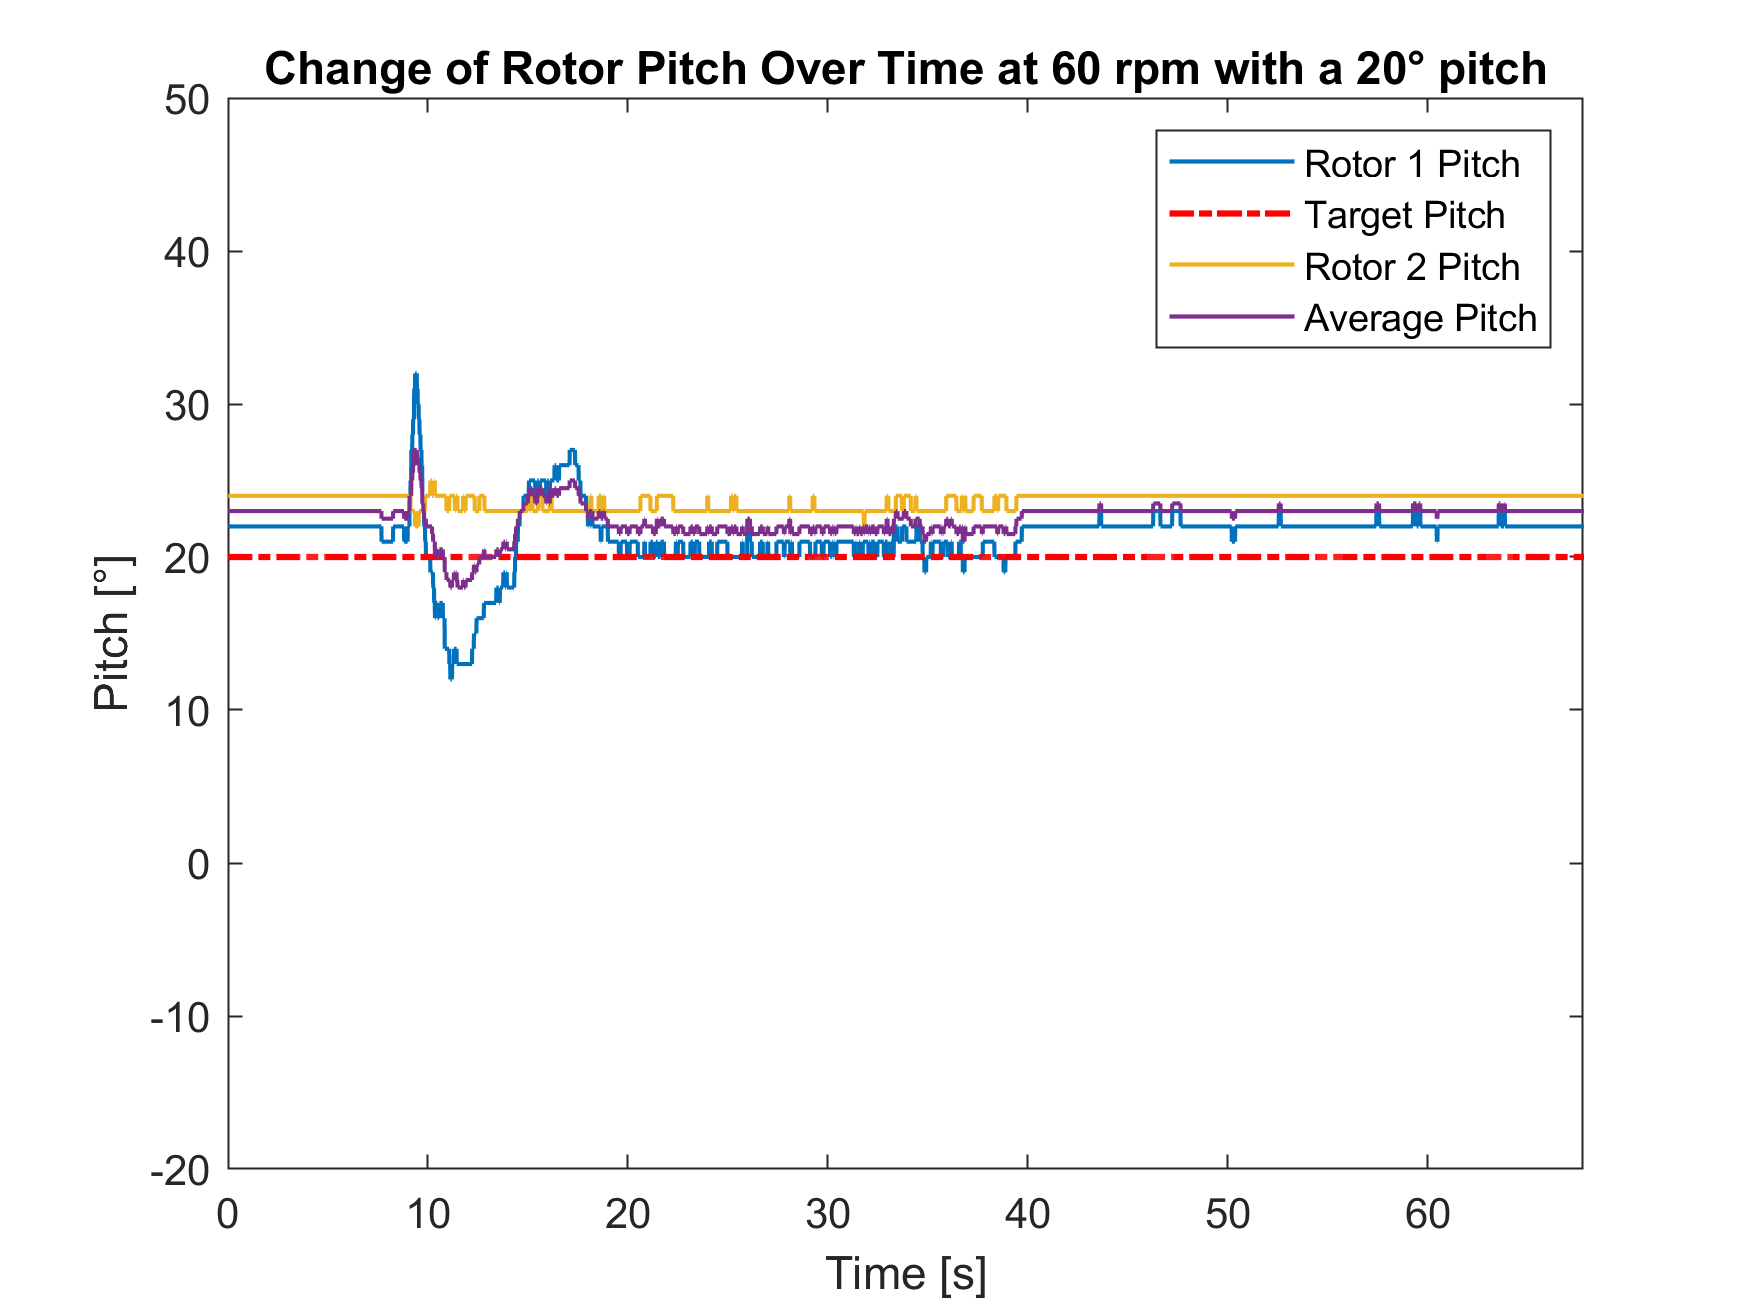 Change of Rotor Pitch Over Time at 60 rpm with a 20° pitch
50
40
30
20
10
0
-10
-20
Pitch [°]
Rotor 1 Pitch
Target Pitch
Rotor 2 Pitch
Average Pitch
0 10 20 30 40 50 60
Time [s]